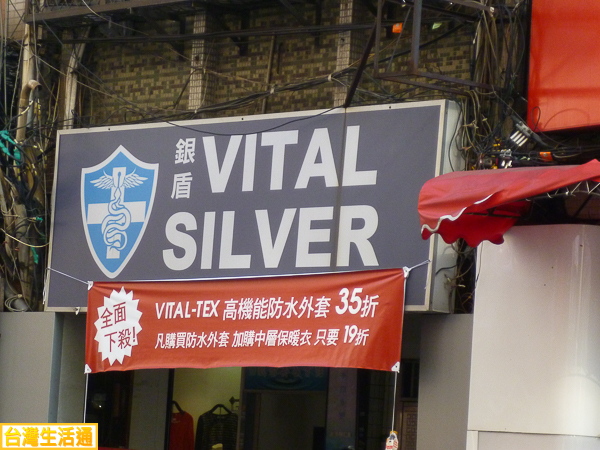 銀盾
VITAL
SILVER
全面
下殺!
VITAL-TEX 高機能防水外套 35折
凡購買防水外套 加購中層保暖衣 只要 19折
台灣生活通